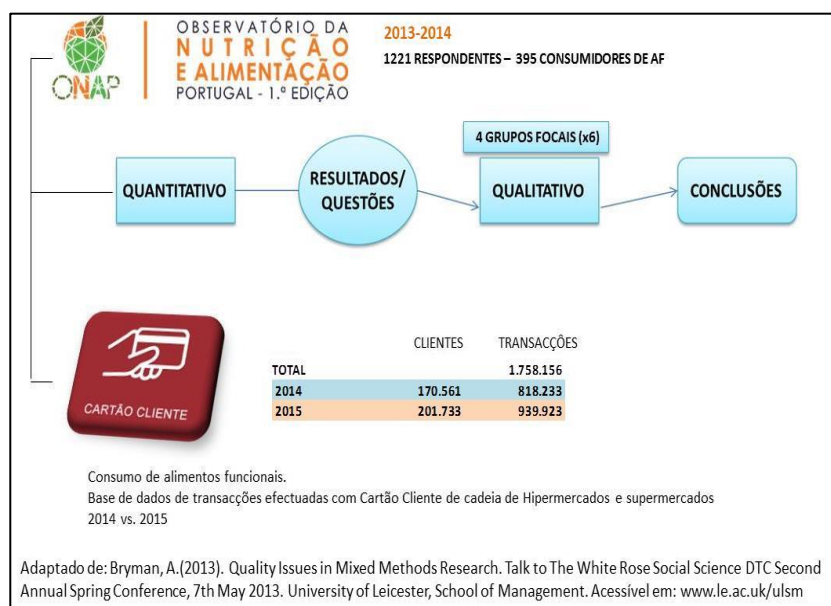 ONAP
OBSERVATÓRIO DA
NUTRIÇÃO
E ALIMENTAÇÃO
PORTUGAL - 1.º EDIÇÃO
2013-2014
1221 RESPONDENTES – 395 CONSUMIDORES DE AF
4 GRUPOS FOCAIS (x6)
QUANTITATIVO
RESULTADOS/
QUESTÕES
QUALITATIVO
CONCLUSÕES
CARTÃO CLIENTE
CLIENTES TRANSACÇÔES
TOTAL 1.758.156
2014 170.561 818.233
2015 201.733 939.923
Consumo de alimentos funcionais.
Base de dados de transacções efectuadas com Cartão Cliente de cadeia de Hipermercados e supermercados
2014 vs. 2015
Adaptado de: Bryman, A.(2013). Quality Issues in Mixed Methods Research. Talk to The White Rose Social Science DTC Second
Annual Spring Conference, 7th May 2013. University of Leicester, School of Management. Acessível em: www.le.ac.uk/ulsm